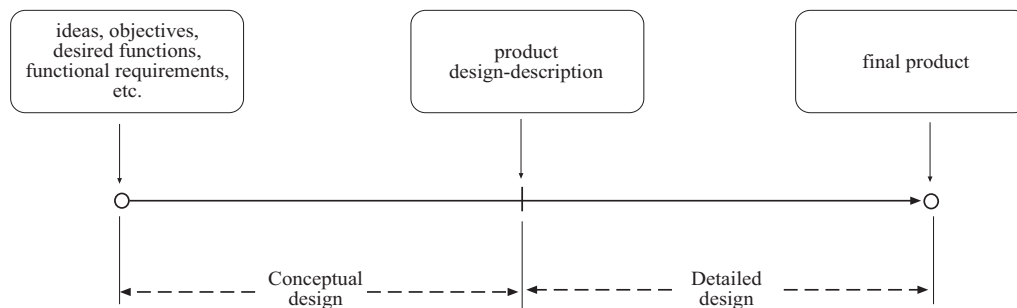 ideas, objectives,
desired functions,
functional requirements,
etc.
product
design-description
final product
Conceptual
design
Detailed
design